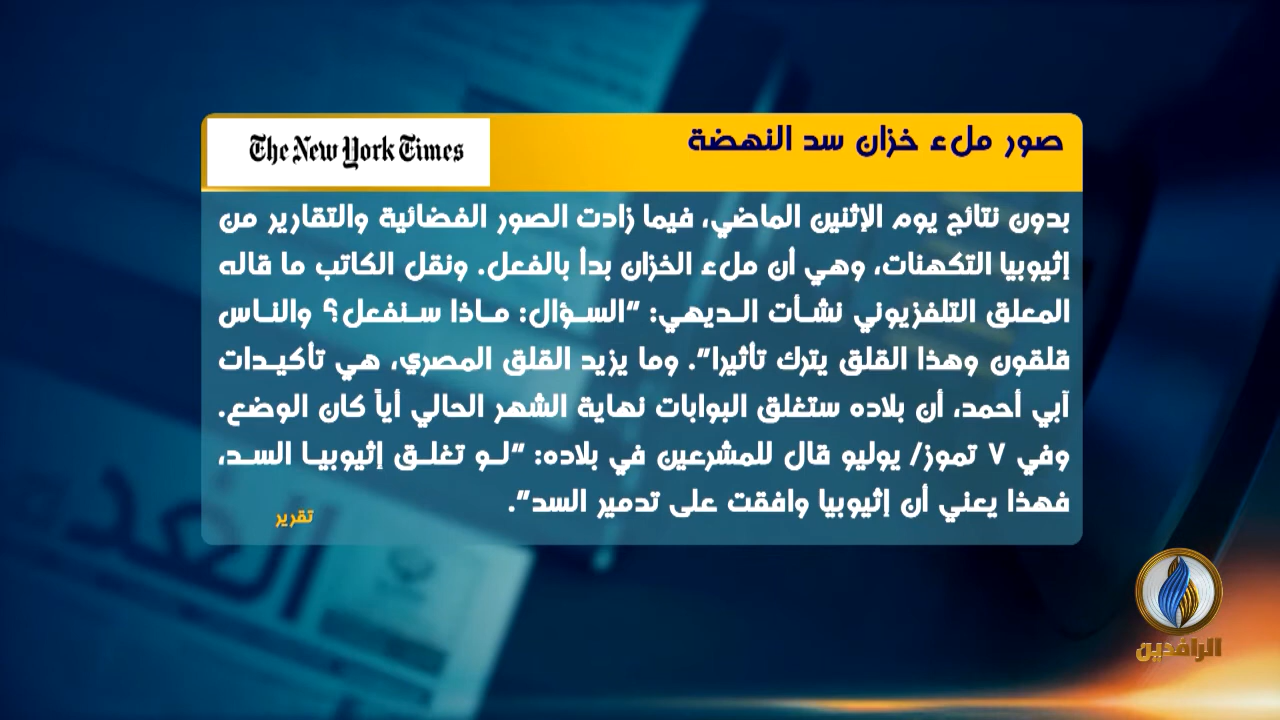 صور ملء خزان سد النهضة
The New York Times
بدون نتائج يوم الإثنين الماضي، فيما زادت الصور الفضائية والتقارير من
إثيوبيا التكهنات، وهي أن ملء الخزان بدأ بالفعل. ونقل الكاتب ما قاله
المعلق التلفزيوني نشأت الديهي: “السؤال: ماذا سنفعل؟ والناس
قلقون وهذا القلق يترك تأثيرا”. وما يزيد القلق المصري، هي تأكيدات
آبي أحمد، أن بلاده ستغلق البوابات نهاية الشهر الحالي أياً كان الوضع.
وفي ٧ تموز/ يوليو قال للمشرعين في بلاده: “لو تغلق إثيوبيا السد،
فهذا يعني أن إثيوبيا وافقت على تدمير السد”.
تقرير
الغد
الرافدين